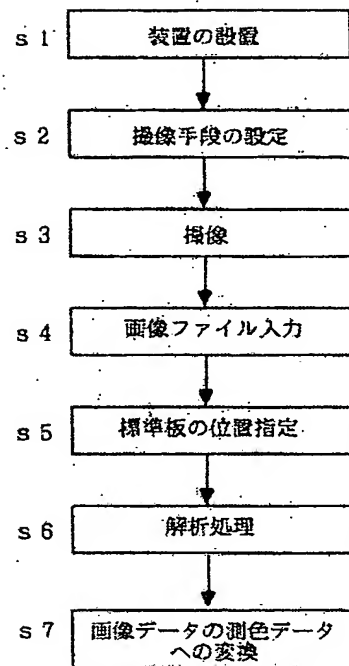 s 1 装置の設置
s 2 撮像手段の設定
s 3 撮像
s 4 画像ファイル入力
s 5 標準板の位置指定
s 6 解析処理
s 7 画像データの測色データ
への変換